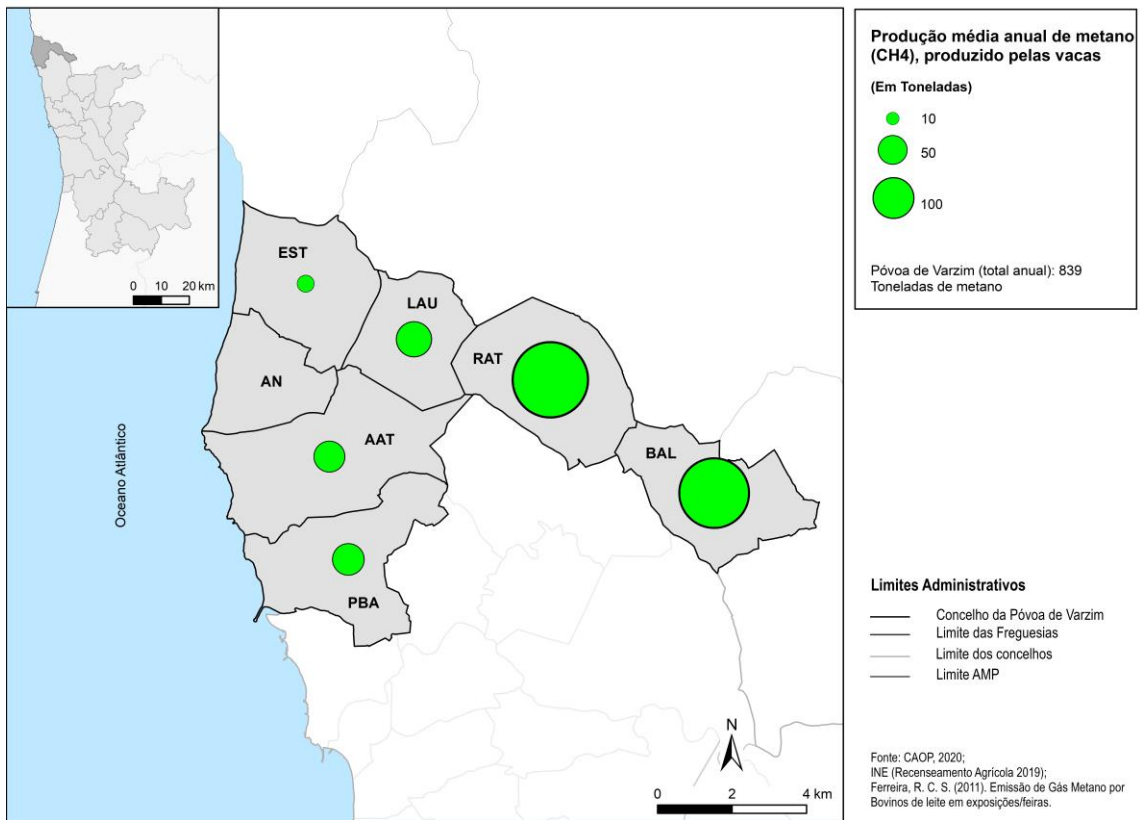 0 10 20 km
EST
LAU
RAT
AN
AAT
BAL
PBA
Oceano Atlântico
N
0 2 4 km
Produção média anual de metano
(CH4), produzido pelas vacas
(Em Toneladas)
10
50
100
Póvoa de Varzim (total anual): 839
Toneladas de metano
Limites Administrativos
Concelho da Póvoa de Varzim
Limite das Freguesias
Limite dos concelhos
Limite AMP
Fonte: CAOP, 2020;
INE (Recenseamento Agrícola 2019);
Ferreira, R. C. S. (2011). Emissão de Gás Metano por
Bovinos de leite em exposições/feiras.